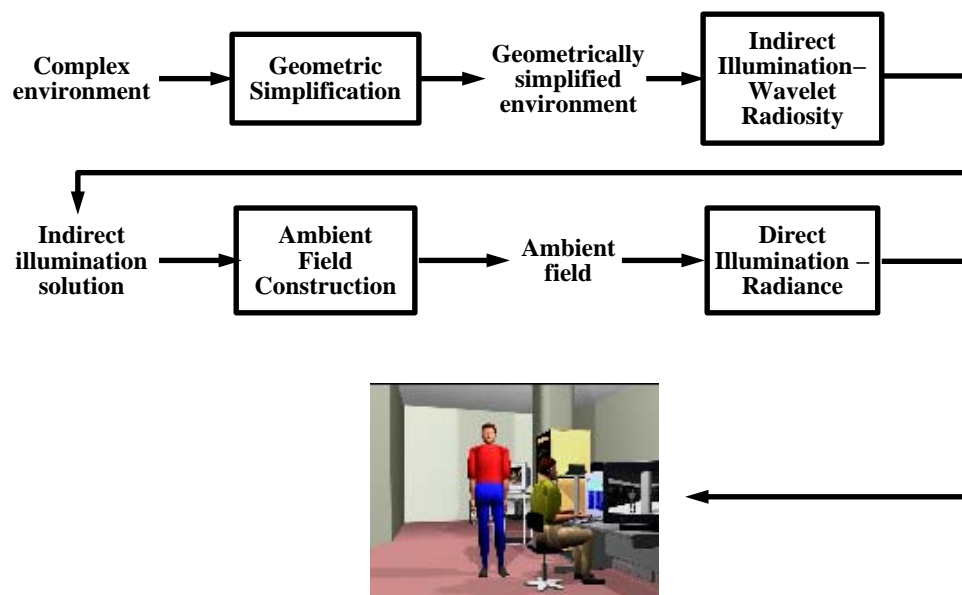 Complex
environment
Geometric
Simplification
Geometrically
simplified
environment
Indirect
Illumination–
Wavelet
Radiosity
Indirect
illumination
solution
Ambient
Field
Construction
Ambient
field
Direct
Illumination –
Radiance